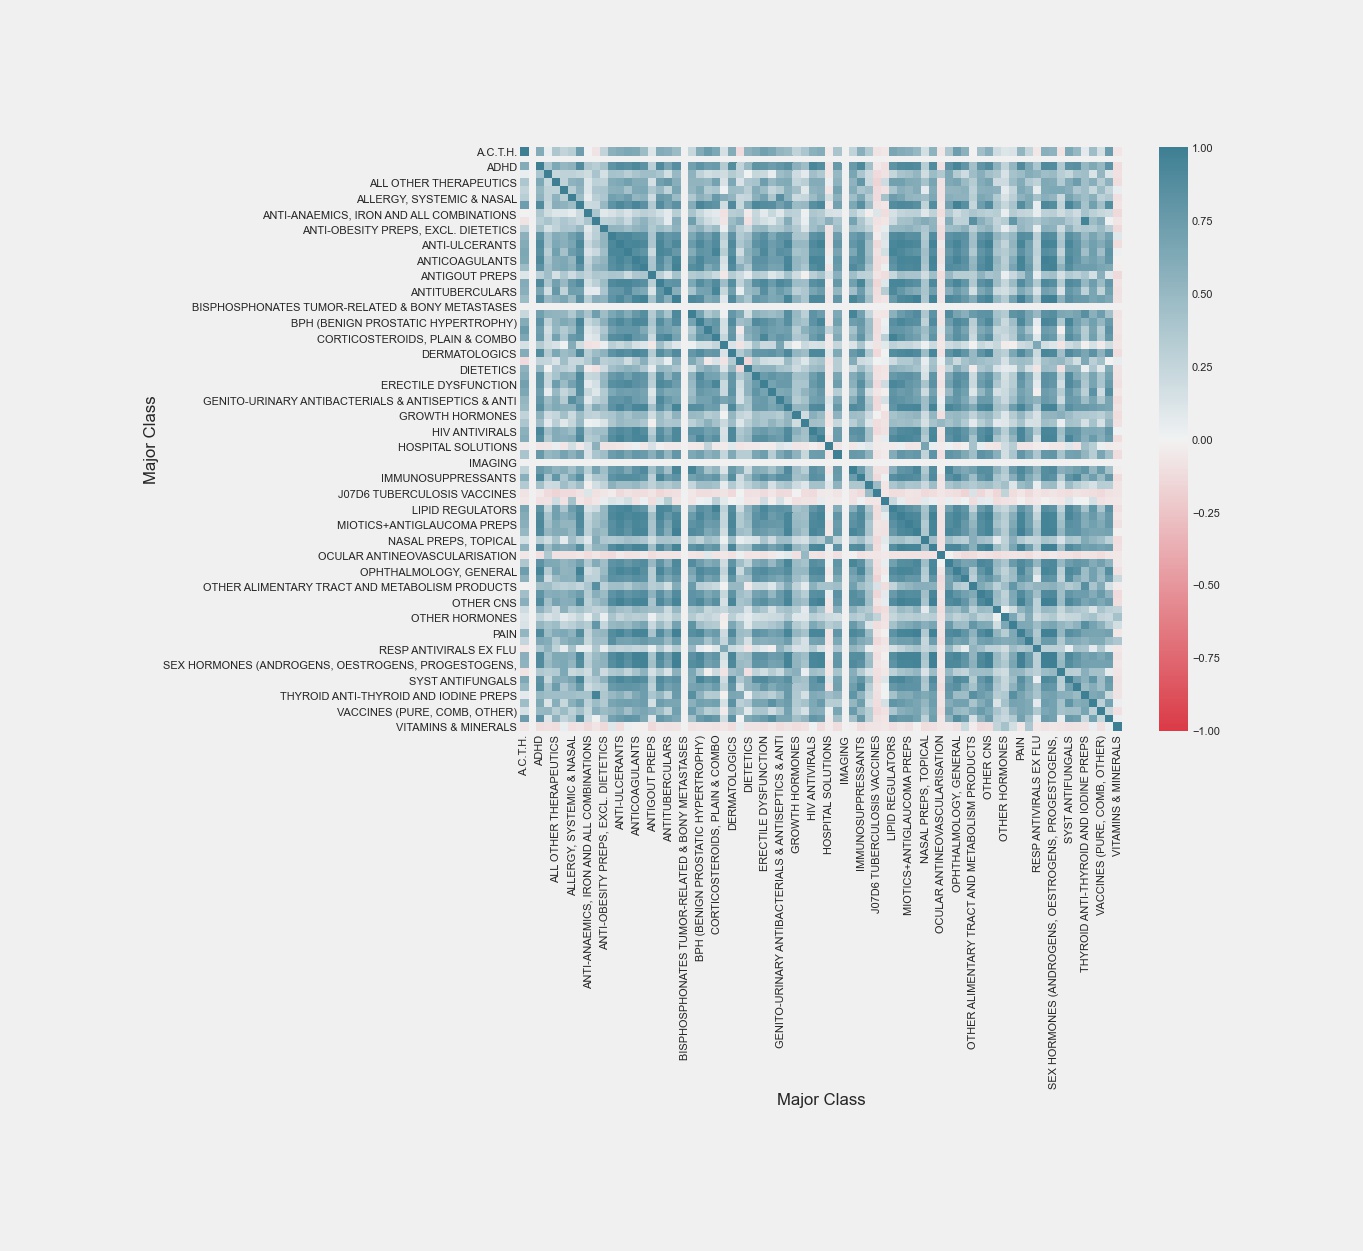 A.C.T.H.
ADHD
ALL OTHER THERAPEUTICS
ALLERGY, SYSTEMIC & NASAL
ANTI-ANAEMICS, IRON AND ALL COMBINATIONS
ANTI-OBESITY PREPS, EXCL. DIETETICS
ANTI-ULCERANTS
ANTICOAGULANTS
ANTIGOUT PREPS
ANTITUBERCULARS
BISPHOSPHONATES TUMOR-RELATED & BONY METASTASES
BPH (BENIGN PROSTATIC HYPERTROPHY)
CORTICOSTEROIDS, PLAIN & COMBO
DERMATOLOGICS
DIETETICS
ERECTILE DYSFUNCTION
GENITO-URINARY ANTIBACTERIALS & ANTISEPTICS & ANTI
GROWTH HORMONES
HIV ANTIVIRALS
HOSPITAL SOLUTIONS
IMAGING
IMMUNOSUPPRESSANTS
J07D6 TUBERCULOSIS VACCINES
LIPID REGULATORS
MIOTICS+ANTIGLAUCOMA PREPS
NASAL PREPS, TOPICAL
OCULAR ANTINEOVASCULARISATION
OPHTHALMOLOGY, GENERAL
OTHER ALIMENTARY TRACT AND METABOLISM PRODUCTS
OTHER CNS
OTHER HORMONES
PAIN
RESP ANTIVIRALS EX FLU
SEX HORMONES (ANDROGENS, OESTROGENS, PROGESTOGENS,
SYST ANTIFUNGALS
THYROID ANTI-THYROID AND IODINE PREPS
VACCINES (PURE, COMB, OTHER)
VITAMINS & MINERALS
Major Class
A.C.T.H.
ADHD
ALL OTHER THERAPEUTICS
ALLERGY, SYSTEMIC & NASAL
ANTI-ANAEMICS, IRON AND ALL COMBINATIONS
ANTI-OBESITY PREPS, EXCL. DIETETICS
ANTI-ULCERANTS
ANTICOAGULANTS
ANTIGOUT PREPS
ANTITUBERCULARS
BISPHOSPHONATES TUMOR-RELATED & BONY METASTASES
BPH (BENIGN PROSTATIC HYPERTROPHY)
CORTICOSTEROIDS, PLAIN & COMBO
DERMATOLOGICS
DIETETICS
ERECTILE DYSFUNCTION
GENITO-URINARY ANTIBACTERIALS & ANTISEPTICS & ANTI
GROWTH HORMONES
HIV ANTIVIRALS
HOSPITAL SOLUTIONS
IMAGING
IMMUNOSUPPRESSANTS
J07D6 TUBERCULOSIS VACCINES
LIPID REGULATORS
MIOTICS+ANTIGLAUCOMA PREPS
NASAL PREPS, TOPICAL
OCULAR ANTINEOVASCULARISATION
OPHTHALMOLOGY, GENERAL
OTHER ALIMENTARY TRACT AND METABOLISM PRODUCTS
OTHER CNS
OTHER HORMONES
PAIN
RESP ANTIVIRALS EX FLU
SEX HORMONES (ANDROGENS, OESTROGENS, PROGESTOGENS,
SYST ANTIFUNGALS
THYROID ANTI-THYROID AND IODINE PREPS
VACCINES (PURE, COMB, OTHER)
VITAMINS & MINERALS
Major Class
1.00
0.75
0.50
0.25
0.00
−0.25
−0.50
−0.75
−1.00